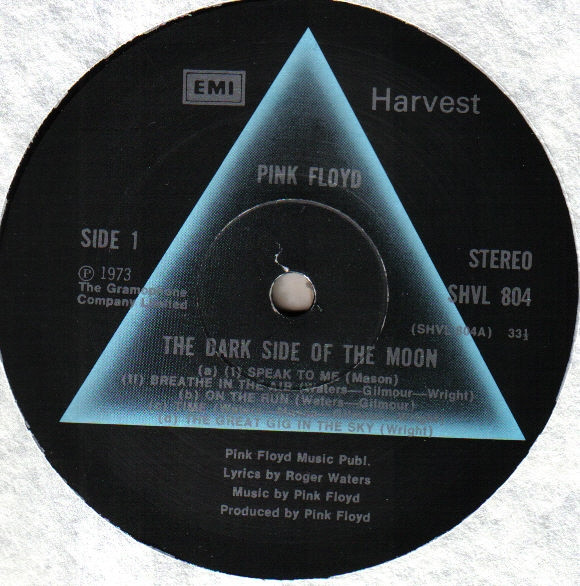 EMI
Harvest
PINK FLOYD
SIDE 1
℗ 1973
The Gramophone
Company Limited
STEREO
SHVL 804
(SHVL 804A) 33⅓
THE DARK SIDE OF THE MOON
(a) (1) SPEAK TO ME (Mason)
(11) BREATHE IN THE AIR (Waters—Gilmour—Wright)
(b) ON THE RUN (Waters—Gilmour)
TIME
(d) THE GREAT GIG IN THE SKY (Wright)
Pink Floyd Music Publ.
Lyrics by Roger Waters
Music by Pink Floyd
Produced by Pink Floyd